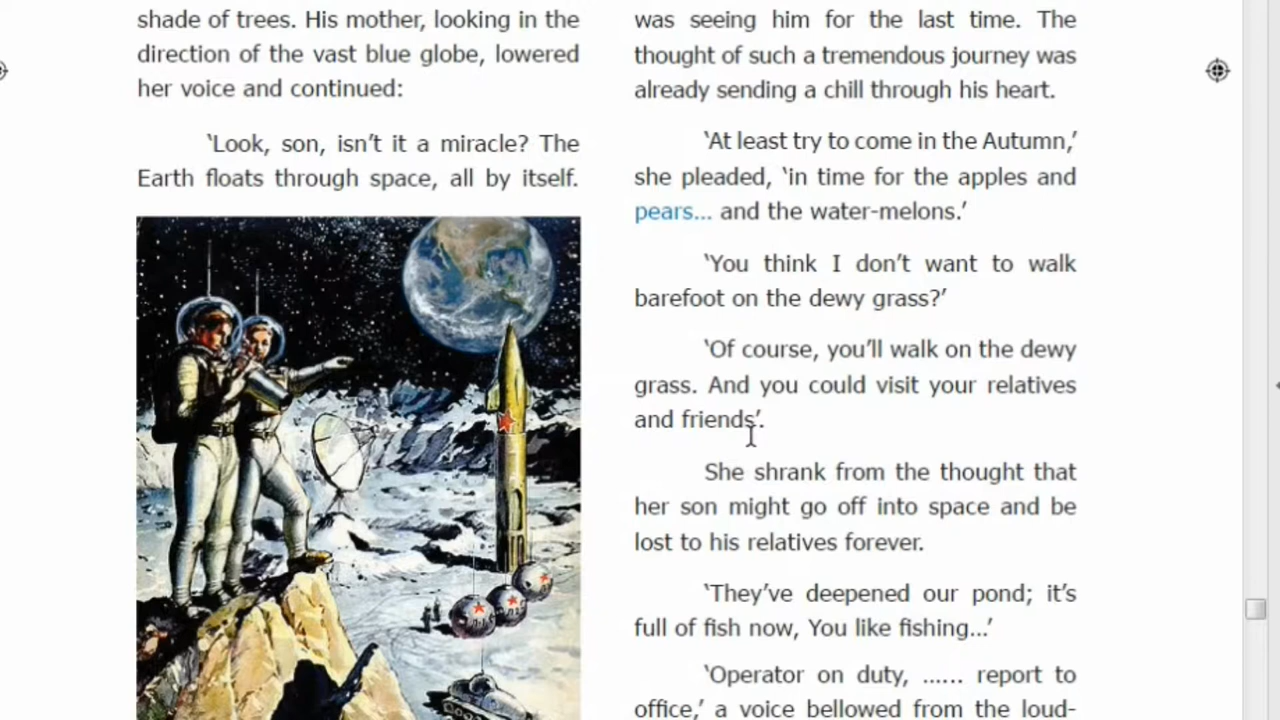 shade of trees. His mother, looking in the
direction of the vast blue globe, lowered
her voice and continued:
‘Look, son, isn’t it a miracle? The
Earth floats through space, all by itself.
was seeing him for the last time. The
thought of such a tremendous journey was
already sending a chill through his heart.
‘At least try to come in the Autumn,’
she pleaded, ‘in time for the apples and
pears... and the water-melons.’
‘You think I don’t want to walk
barefoot on the dewy grass?’
‘Of course, you’ll walk on the dewy
grass. And you could visit your relatives
and friends’.
She shrank from the thought that
her son might go off into space and be
lost to his relatives forever.
‘They’ve deepened our pond; it’s
full of fish now, You like fishing...’
‘Operator on duty, ...... report to
office,’ a voice bellowed from the loud-